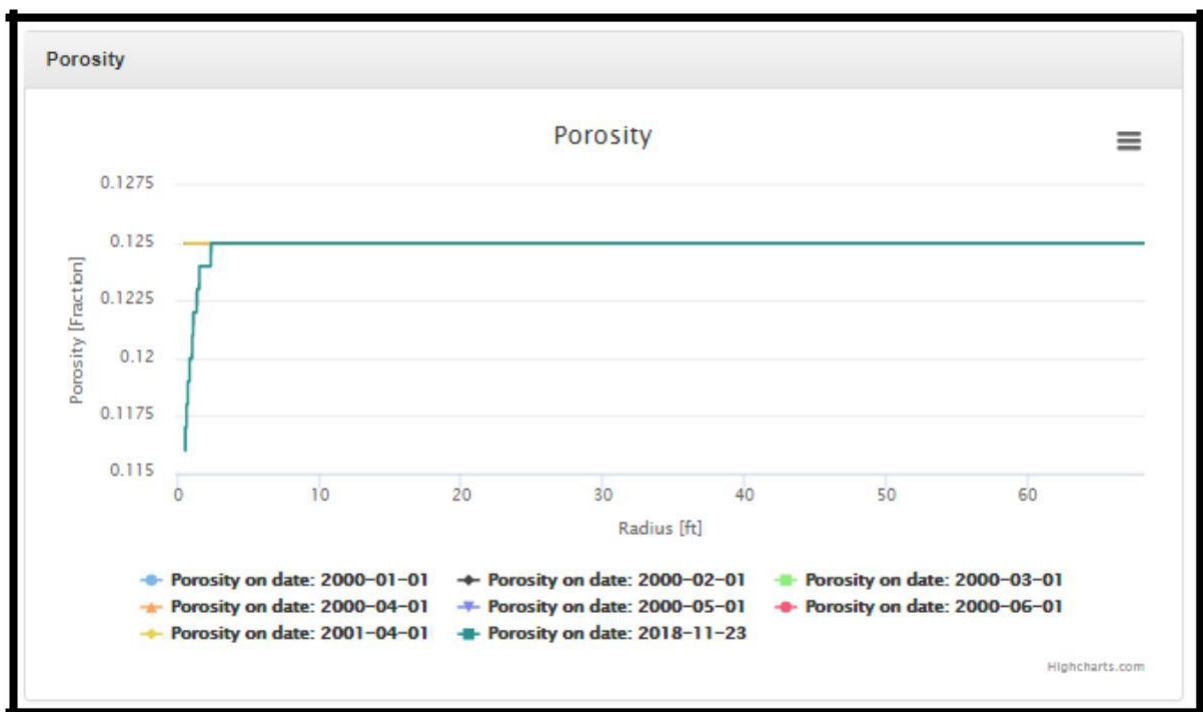 Porosity
Porosity
0.1275
0.125
0.1225
0.12
0.1175
0.115
Porosity [Fraction]
0 10 20 30 40 50 60
Radius [ft]
Porosity on date: 2000-01-01 Porosity on date: 2000-02-01 Porosity on date: 2000-03-01
Porosity on date: 2000-04-01 Porosity on date: 2000-05-01 Porosity on date: 2000-06-01
Porosity on date: 2001-04-01 Porosity on date: 2018-11-23
Highcharts.com